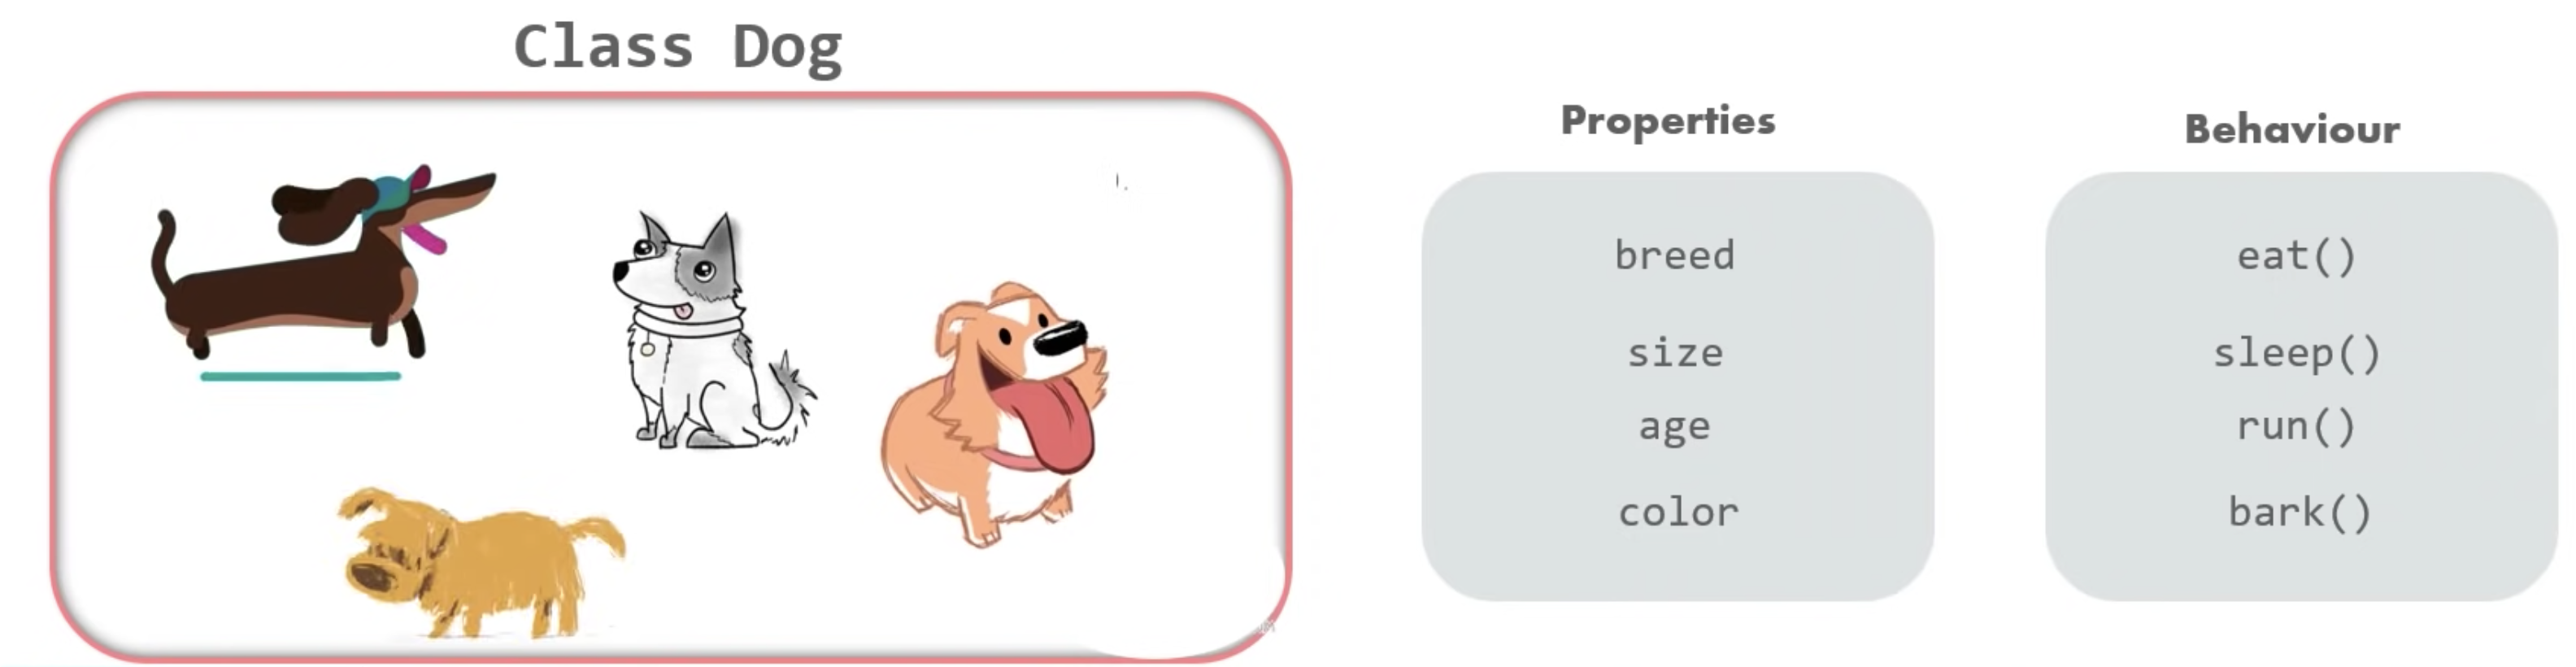 Class Dog
Properties
breed
size
age
color
Behaviour
eat()
sleep()
run()
bark()